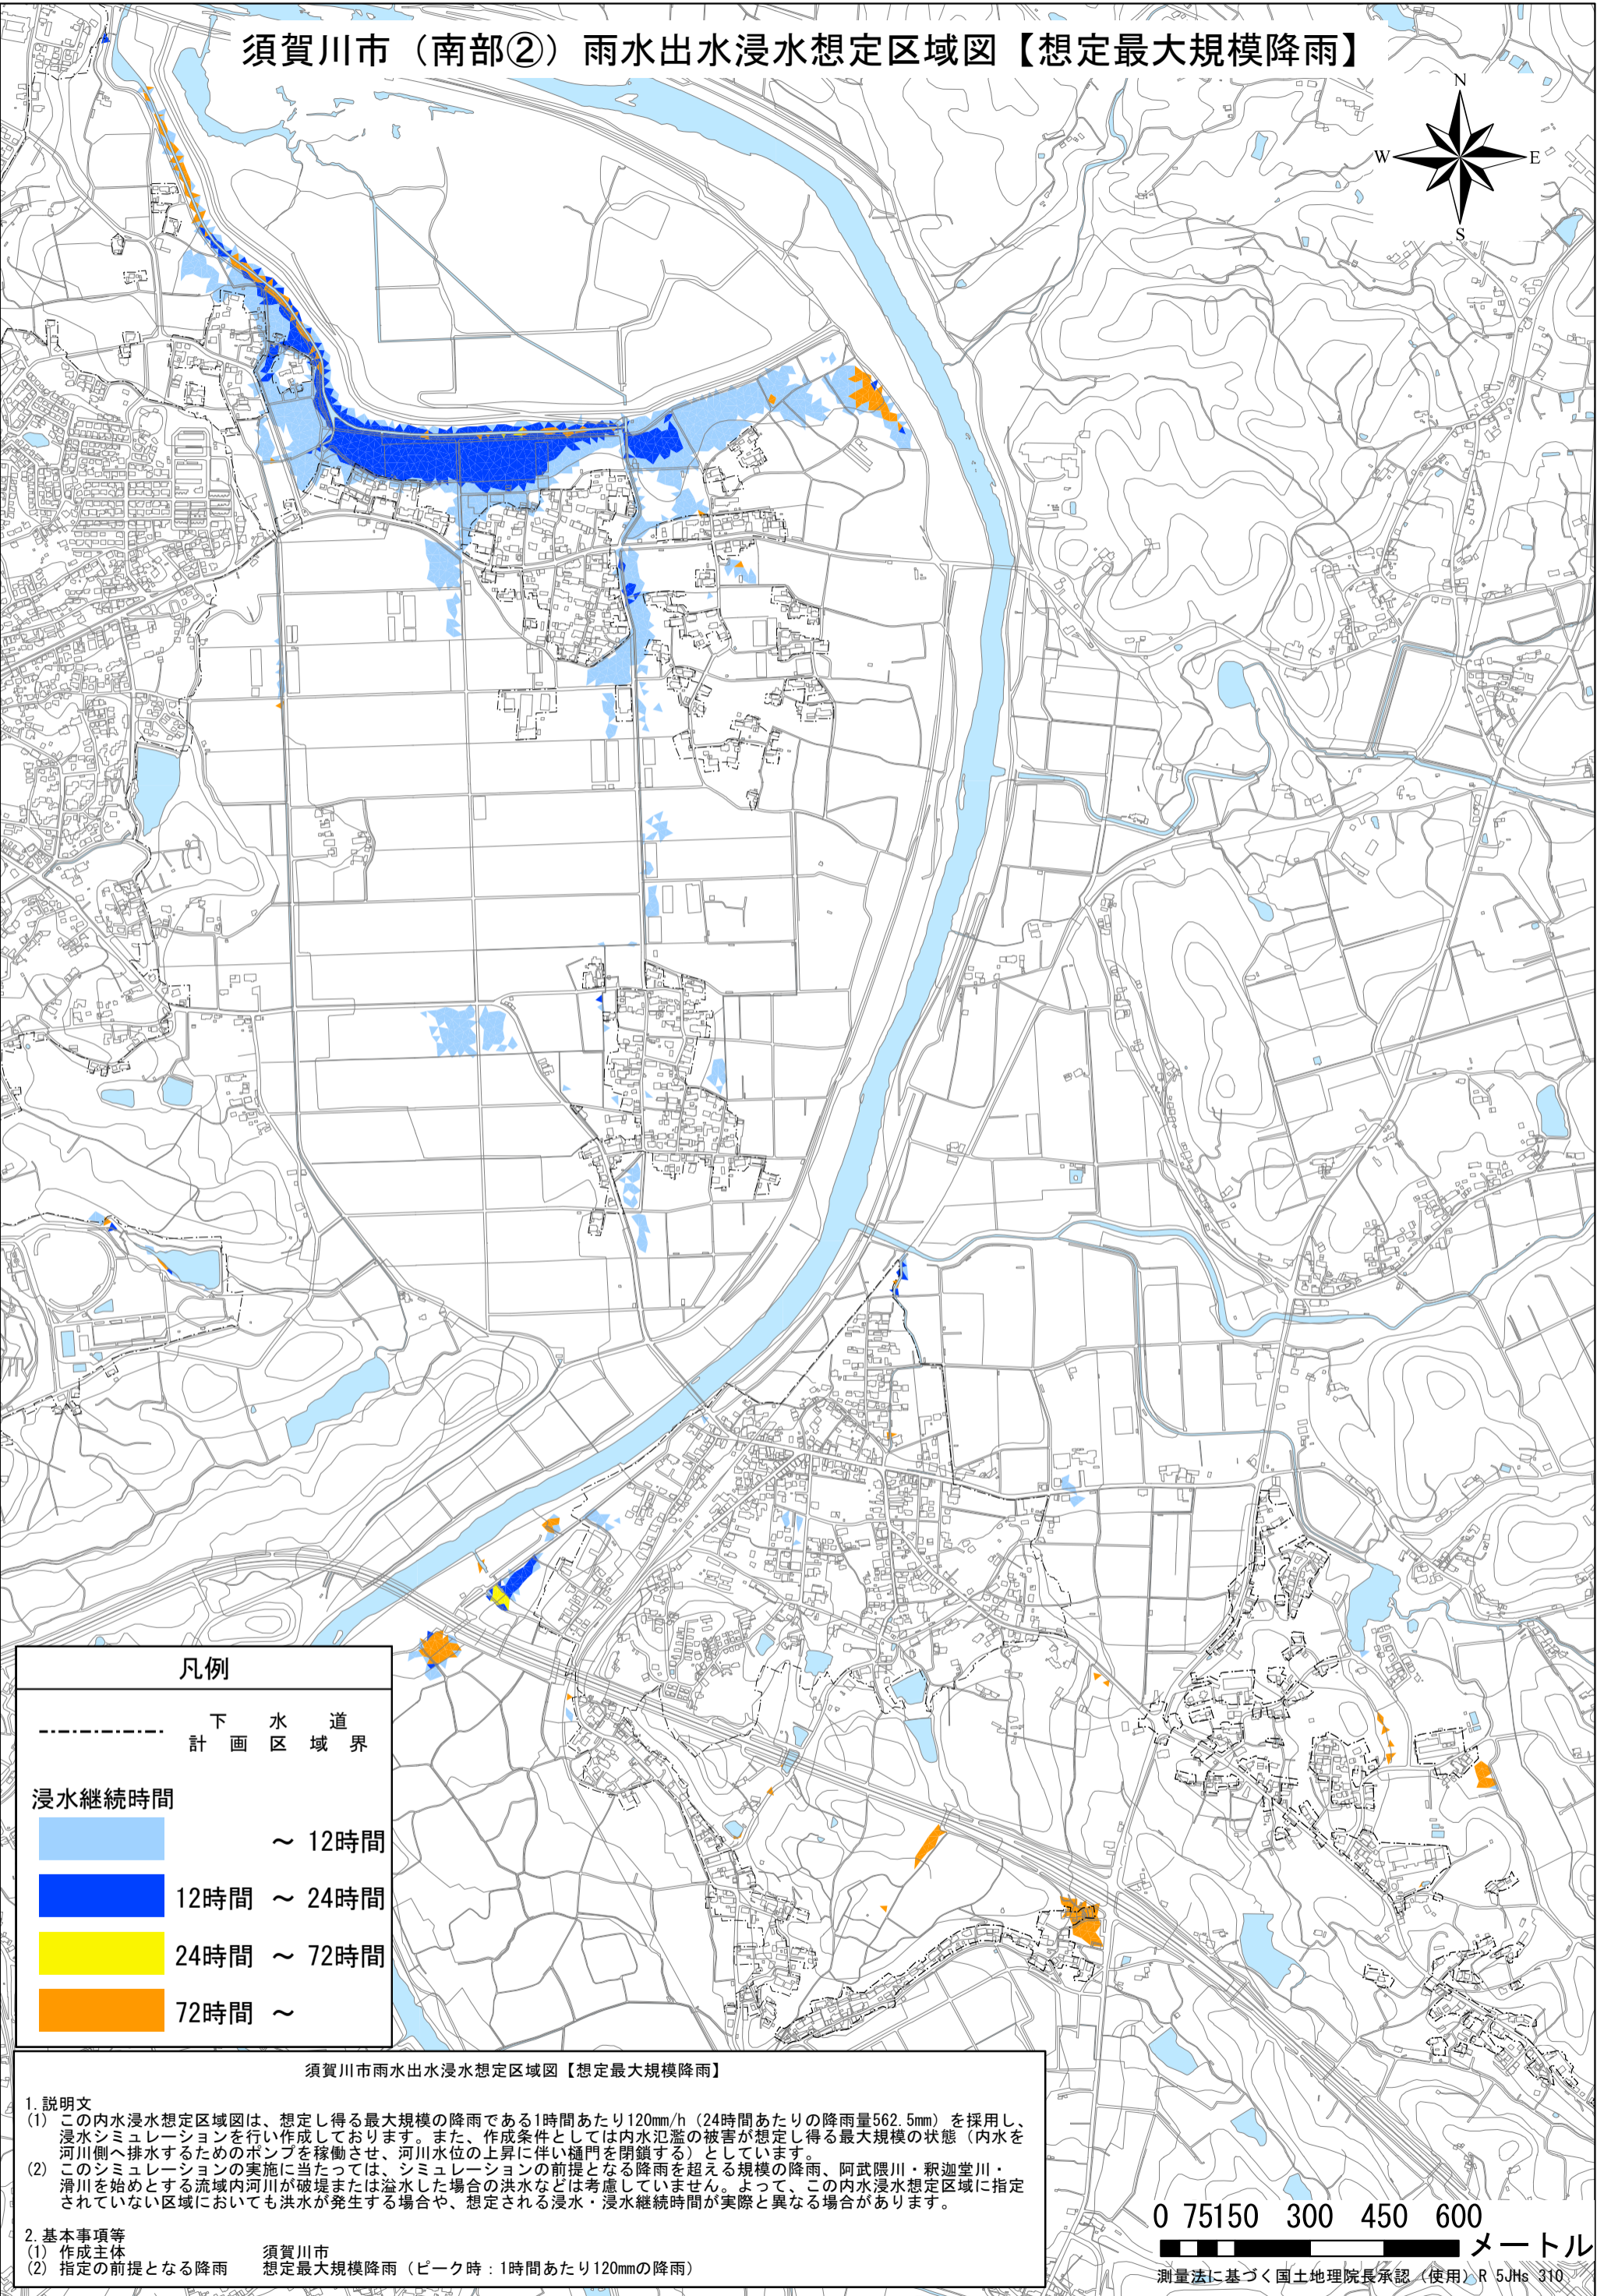 須賀川市（南部②）雨水出水浸水想定区域図【想定最大規模降雨】
N
W
E
S
凡例
下水道
計画区域界
浸水継続時間
～ 12時間
12時間 ～ 24時間
24時間 ～ 72時間
72時間 ～
須賀川市雨水出水浸水想定区域図【想定最大規模降雨】
1.説明文
(1) この内水浸水想定区域図は、想定し得る最大規模の降雨である1時間あたり120mm/h（24時間あたりの降雨量562.5mm）を採用し、
浸水シミュレーションを行い作成しております。また、作成条件としては内水氾濫の被害が想定し得る最大規模の状態（内水を
河川側へ排水するためのポンプを稼働させ、河川水位の上昇に伴い樋門を閉鎖する）としています。
(2) このシミュレーションの実施に当たっては、シミュレーションの前提となる降雨を超える規模の降雨、阿武隈川・釈迦堂川・
滑川を始めとする流域内河川が破堤または溢水した場合の洪水などは考慮していません。よって、この内水浸水想定区域に指定
されていない区域においても洪水が発生する場合や、想定される浸水・浸水継続時間が実際と異なる場合があります。
2.基本事項等
(1) 作成主体 須賀川市
(2) 指定の前提となる降雨 想定最大規模降雨（ピーク時：1時間あたり120mmの降雨）
0 75150 300 450 600
メートル
測量法に基づく国土地理院長承認（使用）R 5JHs 310